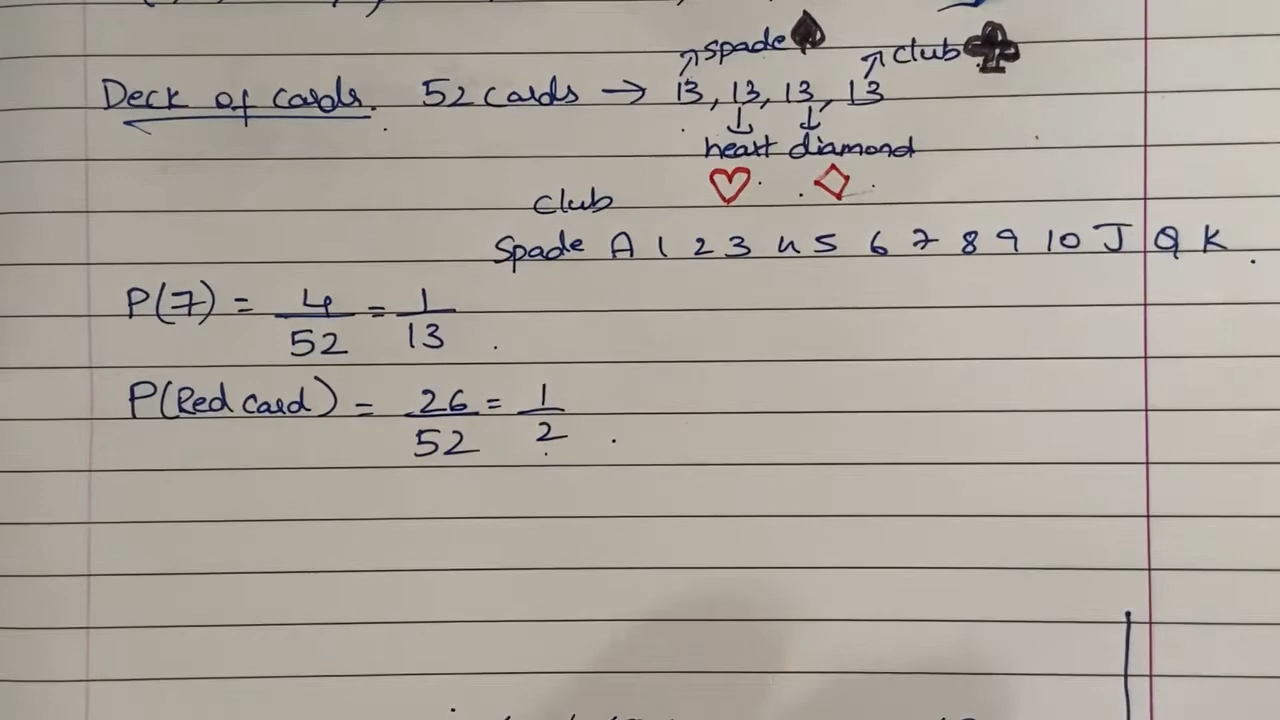 spade ♠ club ♣
Deck of cards. 52 cards → 13, 13, 13, 13
heart diamond
♡ ◇
club
Spade A 1 2 3 4 5 6 7 8 9 10 J Q K
P(7) = 4/52 = 1/13
P(Red card) = 26/52 = 1/2